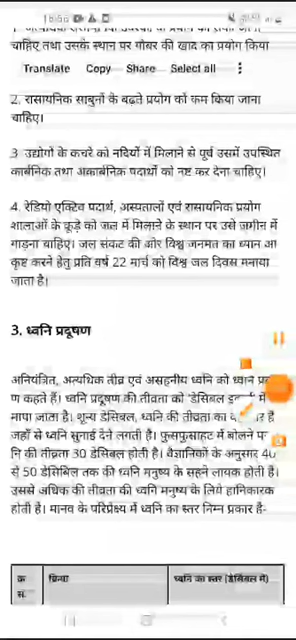 16:56
चाहिए तथा उसके स्थान पर गोबर की खाद का प्रयोग किया
Translate Copy Share Select all
2. रासायनिक साबुनों के बढ़ते प्रयोग को कम किया जाना
चाहिए।
3 उद्योगों के कचरे को नदियों में मिलाने से पूर्व उसमें उपस्थित
कार्बनिक तथा अकार्बनिक पदार्थों को नष्ट कर देना चाहिए।
4. रेडियो एक्टिव पदार्थ, अस्पतालों एवं रासायनिक प्रयोग
शालाओं के कूड़े को जल में मिलाने के स्थान पर उसे जमीन में
गाड़ना चाहिए। जल संकट की ओर विश्व जनमत का ध्यान आ
कृष्ट करने हेतु प्रति वर्ष 22 मार्च को विश्व जल दिवस मनाया
जाता है।
3. ध्वनि प्रदूषण
अनियंत्रित, अत्यधिक तीव्र एवं असहनीय ध्वनि को ध्वनि
ण कहते हैं। ध्वनि प्रदूषण की तीव्रता को 'डेसिबल में
मापा जाता है। शून्य डेसिबल, ध्वनि की तीव्रता का है
जहाँ से ध्वनि सुनाई देने लगती है। फुसफुसाहट में बोलने
नि की तीव्रता 30 डेसिबल होती है। वैज्ञानिकों के अनुसार 40
से 50 डेसिबिल तक की ध्वनि मनुष्य के सहने लायक होती है।
उससे अधिक की तीव्रता की ध्वनि मनुष्य के लिये हानिकारक
होती है। मानव के परिप्रेक्ष्य में ध्वनि का स्तर निम्न प्रकार है-
क्र क्रिया ध्वनि का स्तर (डेसिबल में)
सं.